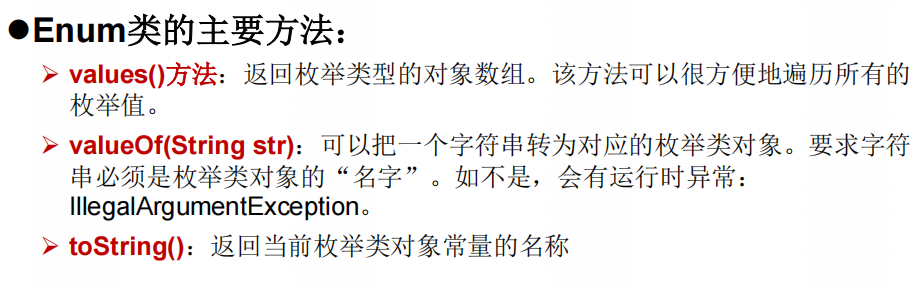 ●Enum类的主要方法：
➢ values()方法：返回枚举类型的对象数组。该方法可以很方便地遍历所有的
枚举值。
➢ valueOf(String str)：可以把一个字符串转为对应的枚举类对象。要求字符
串必须是枚举类对象的“名字”。如不是，会有运行时异常：
IllegalArgumentException。
➢ toString()：返回当前枚举类对象常量的名称